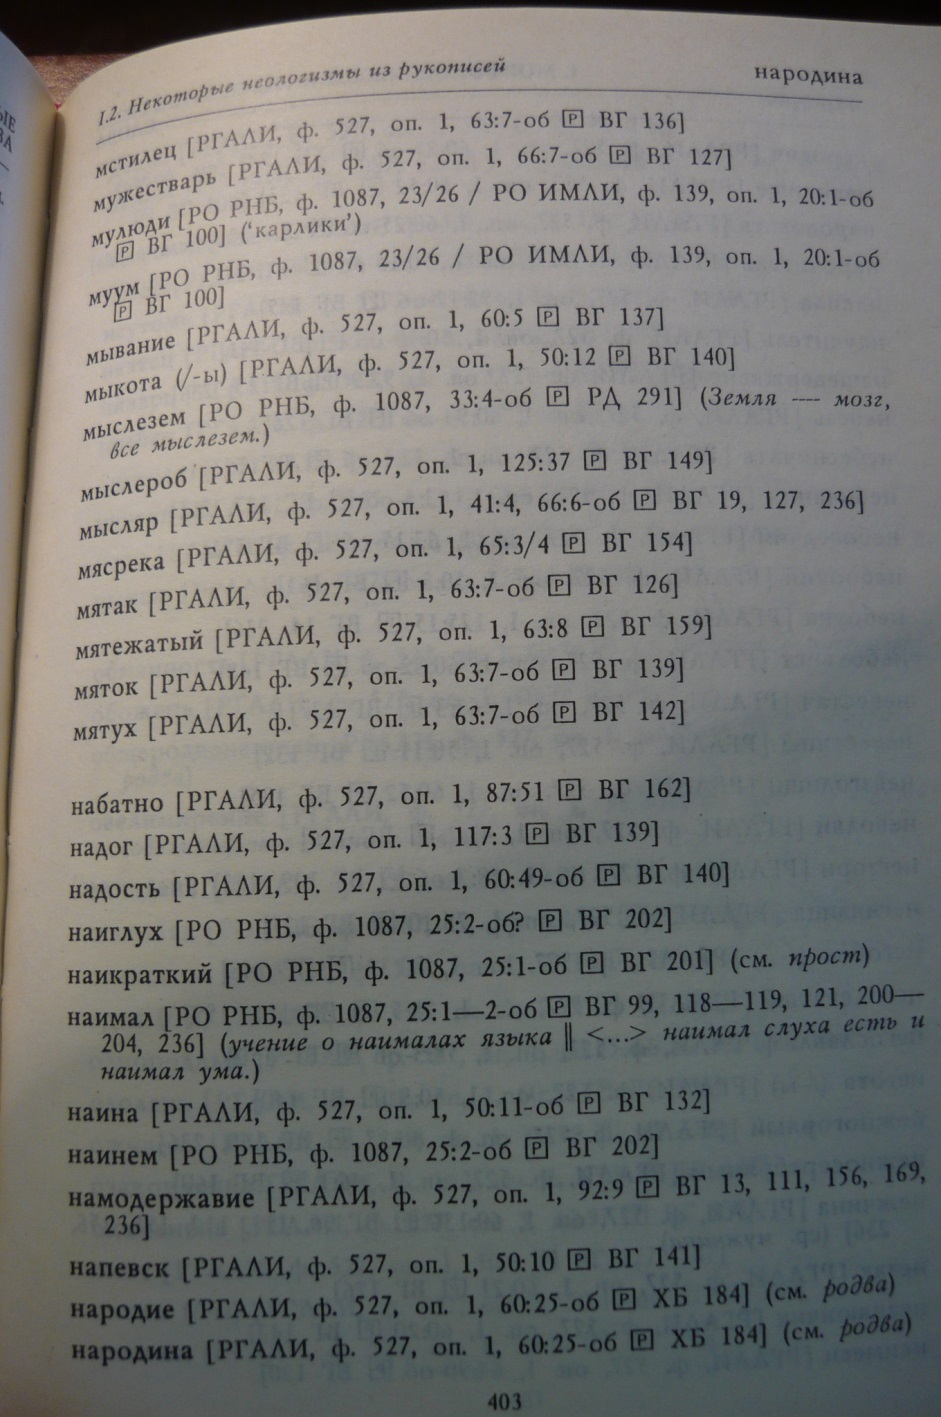 I.2. Некоторые неологизмы из рукописей
народина
мстилец [РГАЛИ, ф. 527, оп. 1, 63:7-об 🄿 ВГ 136]
мужестварь [РГАЛИ, ф. 527, оп. 1, 66:7-об 🄿 ВГ 127]
мулюди [РО РНБ, ф. 1087, 23/26 / РО ИМЛИ, ф. 139, оп. 1, 20:1-об
🄿 ВГ 100] (‘карлики’)
муум [РО РНБ, ф. 1087, 23/26 / РО ИМЛИ, ф. 139, оп. 1, 20:1-об
🄿 ВГ 100]
мывание [РГАЛИ, ф. 527, оп. 1, 60:5 🄿 ВГ 137]
мыкота (/-ы) [РГАЛИ, ф. 527, оп. 1, 50:12 🄿 ВГ 140]
мыслезем [РО РНБ, ф. 1087, 33:4-об 🄿 РД 291] (Земля –– мозг,
все мыслезем.)
мыслероб [РГАЛИ, ф. 527, оп. 1, 125:37 🄿 ВГ 149]
мысляр [РГАЛИ, ф. 527, оп. 1, 41:4, 66:6-об 🄿 ВГ 19, 127, 236]
мясрека [РГАЛИ, ф. 527, оп. 1, 65:3/4 🄿 ВГ 154]
мятак [РГАЛИ, ф. 527, оп. 1, 63:7-об 🄿 ВГ 126]
мятежатый [РГАЛИ, ф. 527, оп. 1, 63:8 🄿 ВГ 159]
мяток [РГАЛИ, ф. 527, оп. 1, 63:7-об 🄿 ВГ 139]
мятух [РГАЛИ, ф. 527, оп. 1, 63:7-об 🄿 ВГ 142]
набатно [РГАЛИ, ф. 527, оп. 1, 87:51 🄿 ВГ 162]
надог [РГАЛИ, ф. 527, оп. 1, 117:3 🄿 ВГ 139]
надость [РГАЛИ, ф. 527, оп. 1, 60:49-об 🄿 ВГ 140]
наиглух [РО РНБ, ф. 1087, 25:2-об? 🄿 ВГ 202]
наикраткий [РО РНБ, ф. 1087, 25:1-об 🄿 ВГ 201] (см. прост)
наимал [РО РНБ, ф. 1087, 25:1—2-об 🄿 ВГ 99, 118—119, 121, 200—
204, 236] (учение о наималах языка ‖ <...> наимал слуха есть и
наимал ума.)
наина [РГАЛИ, ф. 527, оп. 1, 50:11-об 🄿 ВГ 132]
наинем [РО РНБ, ф. 1087, 25:2-об 🄿 ВГ 202]
намодержавие [РГАЛИ, ф. 527, оп. 1, 92:9 🄿 ВГ 13, 111, 156, 169,
236]
напевск [РГАЛИ, ф. 527, оп. 1, 50:10 🄿 ВГ 141]
народие [РГАЛИ, ф. 527, оп. 1, 60:25-об 🄿 ХБ 184] (см. родва)
народина [РГАЛИ, ф. 527, оп. 1, 60:25-об 🄿 ХБ 184] (см. родва)
403